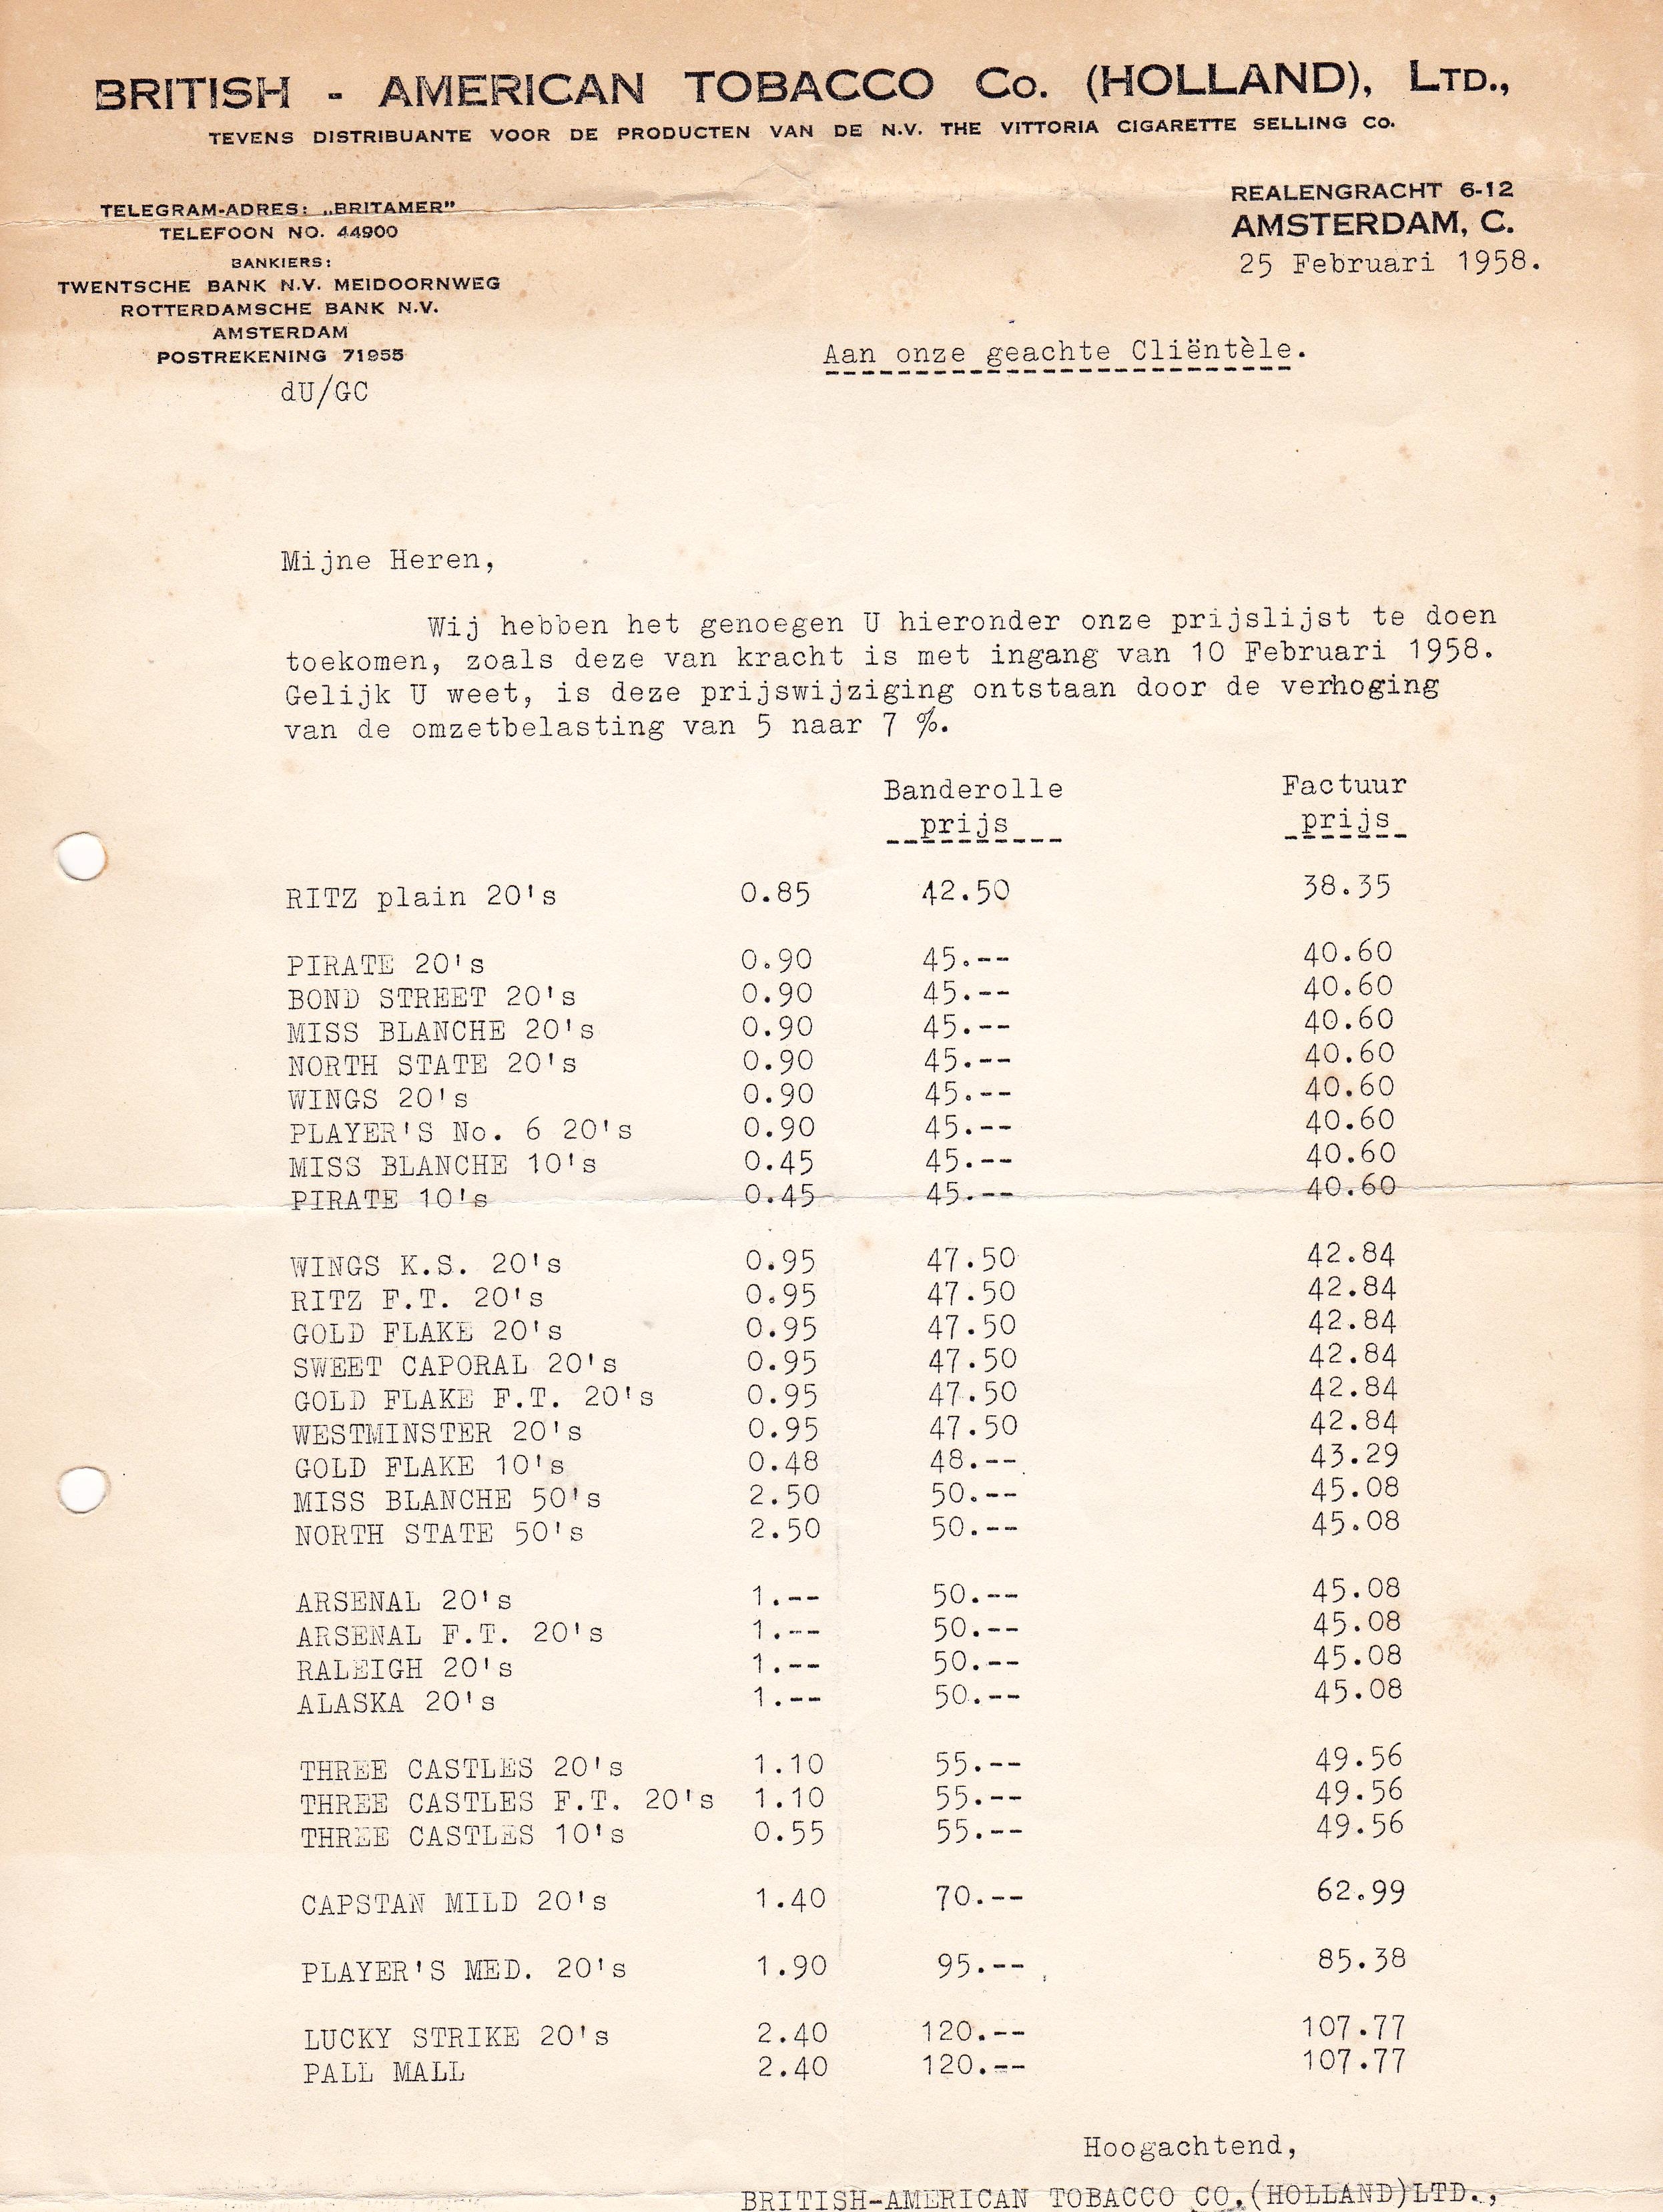 BRITISH - AMERICAN TOBACCO Co. (HOLLAND), LTD.,
TEVENS DISTRIBUANTE VOOR DE PRODUCTEN VAN DE N.V. THE VITTORIA CIGARETTE SELLING Co.
TELEGRAM-ADRES: „BRITAMER"
TELEFOON NO. 44900
BANKIERS:
TWENTSCHE BANK N.V. MEIDOORNWEG
ROTTERDAMSCHE BANK N.V.
AMSTERDAM
POSTREKENING 71955
dU/GC
REALENGRACHT 6-12
AMSTERDAM, C.
25 Februari 1958.
Aan onze geachte Cliëntèle.
Mijne Heren,
Wij hebben het genoegen U hieronder onze prijslijst te doen
toekomen, zoals deze van kracht is met ingang van 10 Februari 1958.
Gelijk U weet, is deze prijswijziging ontstaan door de verhoging
van de omzetbelasting van 5 naar 7 %.
Banderolle Factuur
prijs prijs
RITZ plain 20's 0.85 42.50 38.35
PIRATE 20's 0.90 45.-- 40.60
BOND STREET 20's 0.90 45.-- 40.60
MISS BLANCHE 20's 0.90 45.-- 40.60
NORTH STATE 20's 0.90 45.-- 40.60
WINGS 20's 0.90 45.-- 40.60
PLAYER'S No. 6 20's 0.90 45.-- 40.60
MISS BLANCHE 10's 0.45 45.-- 40.60
PIRATE 10's 0.45 45.-- 40.60
WINGS K.S. 20's 0.95 47.50 42.84
RITZ F.T. 20's 0.95 47.50 42.84
GOLD FLAKE 20's 0.95 47.50 42.84
SWEET CAPORAL 20's 0.95 47.50 42.84
GOLD FLAKE F.T. 20's 0.95 47.50 42.84
WESTMINSTER 20's 0.95 47.50 42.84
GOLD FLAKE 10's 0.48 48.-- 43.29
MISS BLANCHE 50's 2.50 50.-- 45.08
NORTH STATE 50's 2.50 50.-- 45.08
ARSENAL 20's 1.-- 50.-- 45.08
ARSENAL F.T. 20's 1.-- 50.-- 45.08
RALEIGH 20's 1.-- 50.-- 45.08
ALASKA 20's 1.-- 50.-- 45.08
THREE CASTLES 20's 1.10 55.-- 49.56
THREE CASTLES F.T. 20's 1.10 55.-- 49.56
THREE CASTLES 10's 0.55 55.-- 49.56
CAPSTAN MILD 20's 1.40 70.-- 62.99
PLAYER'S MED. 20's 1.90 95.-- 85.38
LUCKY STRIKE 20's 2.40 120.-- 107.77
PALL MALL 2.40 120.-- 107.77
Hoogachtend,
BRITISH-AMERICAN TOBACCO CO.(HOLLAND)LTD.,